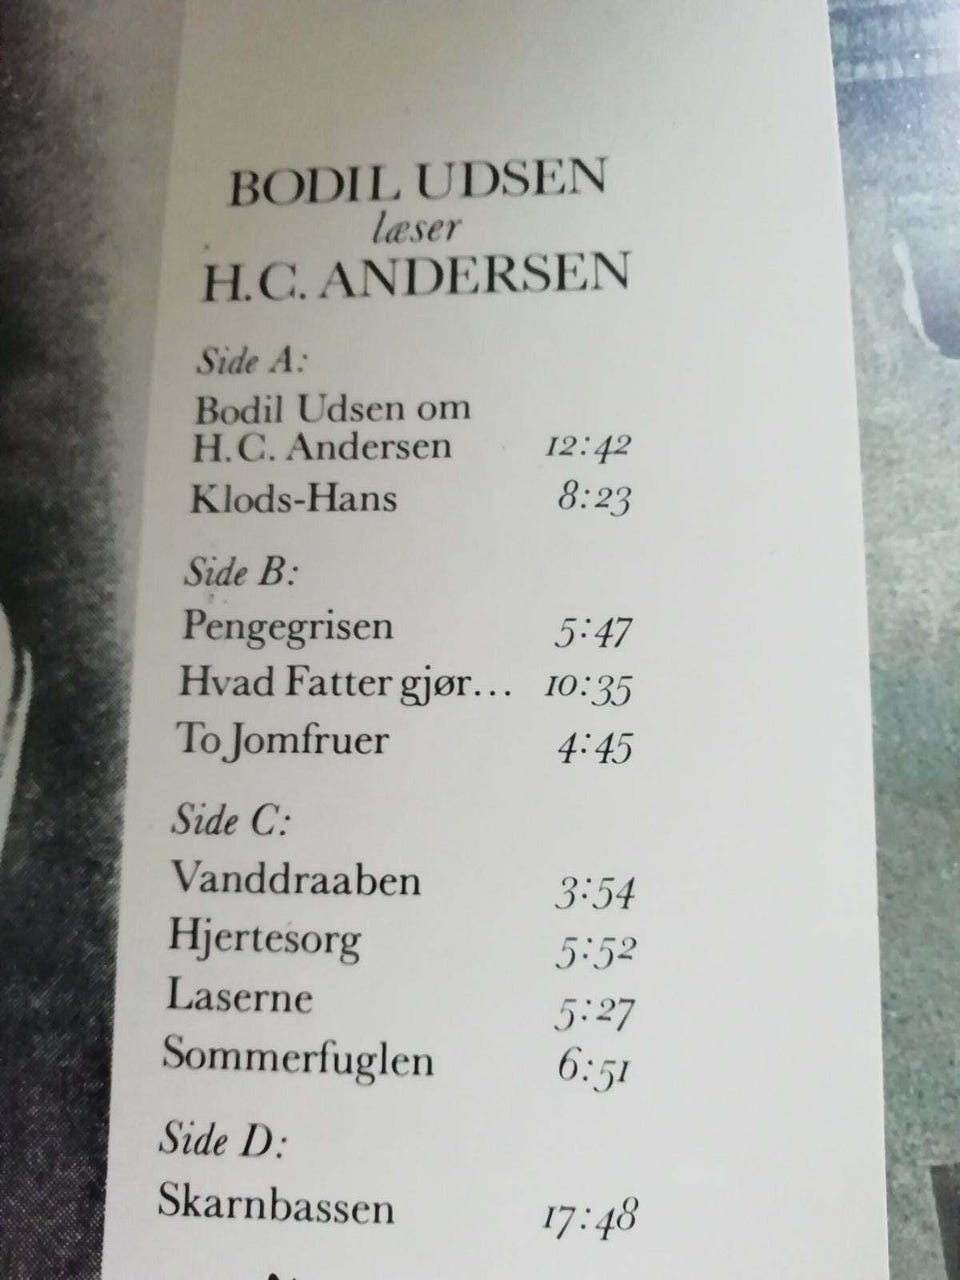 BODIL UDSEN
læser
H.C. ANDERSEN
Side A:
Bodil Udsen om
H.C. Andersen 12:42
Klods-Hans 8:23
Side B:
Pengegrisen 5:47
Hvad Fatter gjør... 10:35
To Jomfruer 4:45
Side C:
Vanddraaben 3:54
Hjertesorg 5:52
Laserne 5:27
Sommerfuglen 6:51
Side D:
Skarnbassen 17:48